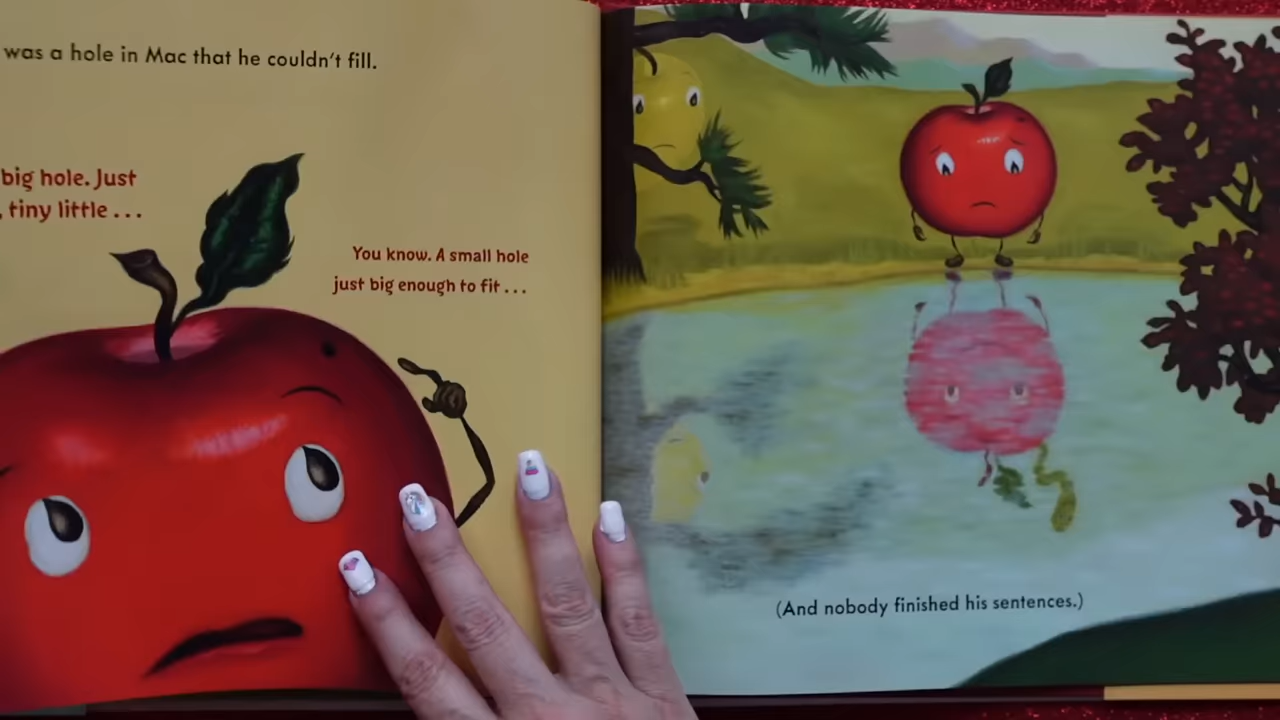 was a hole in Mac that he couldn't fill.
big hole. Just
, tiny little . . .
You know. A small hole
just big enough to fit . . .
(And nobody finished his sentences.)